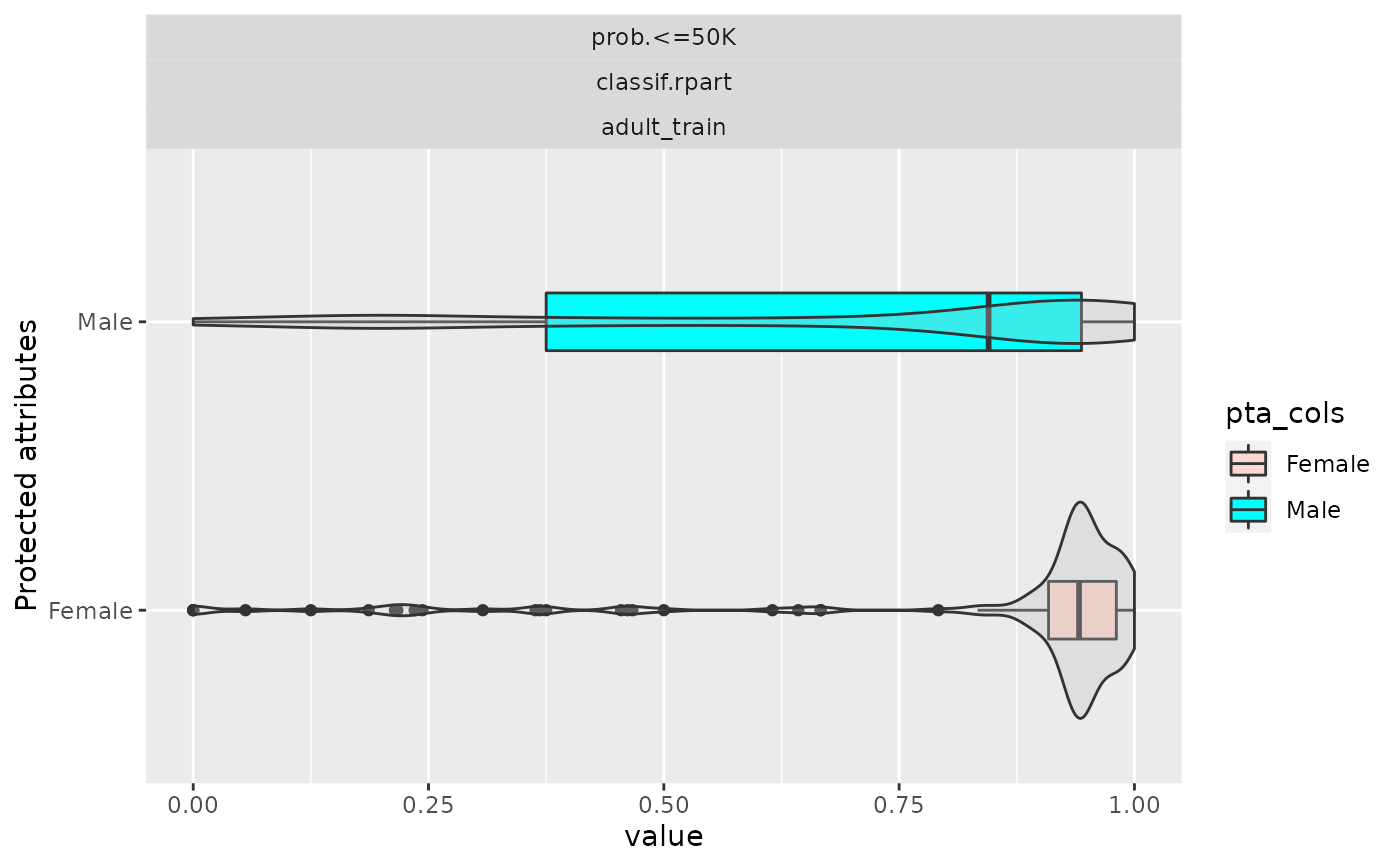 prob.<=50K
classif.rpart
adult_train
Protected attributes
Male
Female
0.00
0.25
0.50
0.75
1.00
value
pta_cols
Female
Male